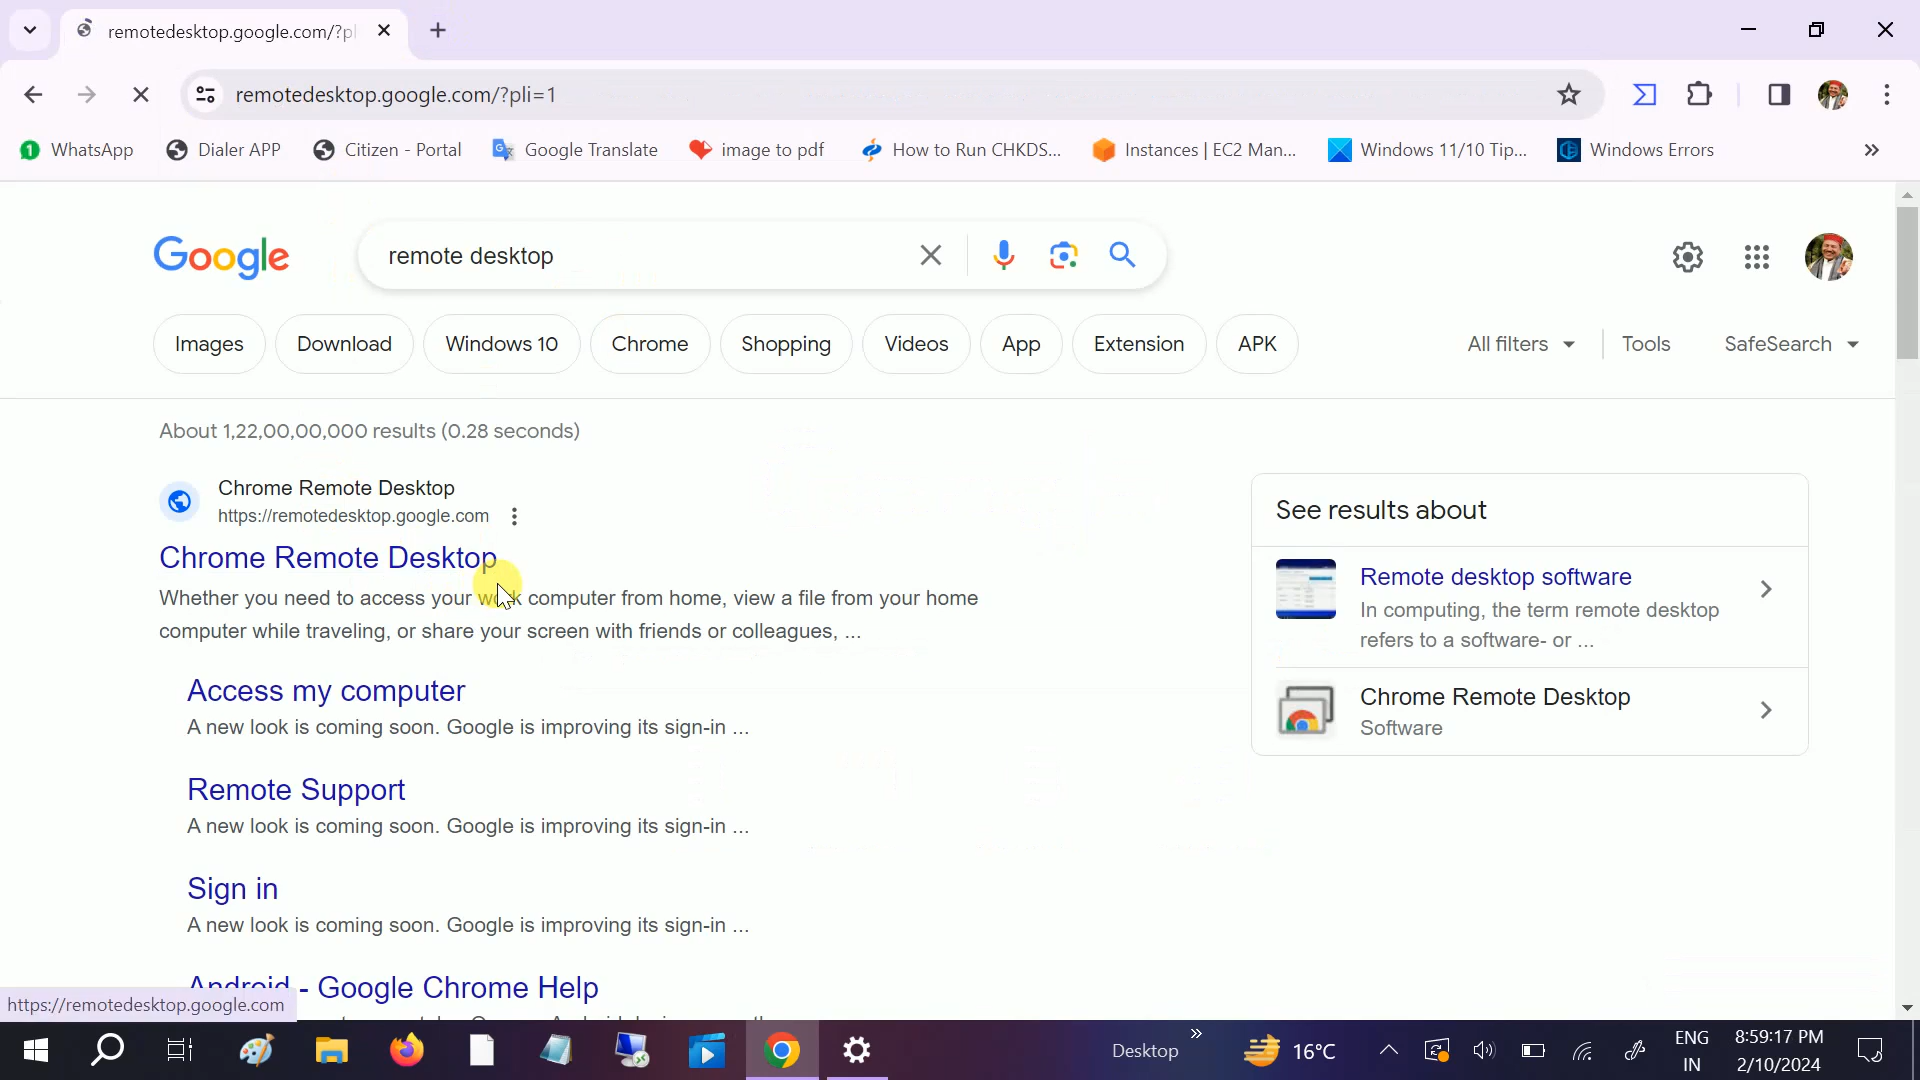 remotedesktop.google.com/?pl
remotedesktop.google.com/?pli=1
1 WhatsApp
Dialer APP
Citizen - Portal
Google Translate
image to pdf
How to Run CHKDS...
Instances | EC2 Man...
Windows 11/10 Tip...
Windows Errors
Google
remote desktop
Images
Download
Windows 10
Chrome
Shopping
Videos
App
Extension
APK
All filters
Tools
SafeSearch
About 1,22,00,00,000 results (0.28 seconds)
Chrome Remote Desktop
https://remotedesktop.google.com
Chrome Remote Desktop
Whether you need to access your work computer from home, view a file from your home
computer while traveling, or share your screen with friends or colleagues, ...
Access my computer
A new look is coming soon. Google is improving its sign-in ...
Remote Support
A new look is coming soon. Google is improving its sign-in ...
Sign in
A new look is coming soon. Google is improving its sign-in ...
Android - Google Chrome Help
See results about
Remote desktop software
In computing, the term remote desktop
refers to a software- or ...
Chrome Remote Desktop
Software
https://remotedesktop.google.com
Desktop
16°C
ENG
IN
8:59:17 PM
2/10/2024